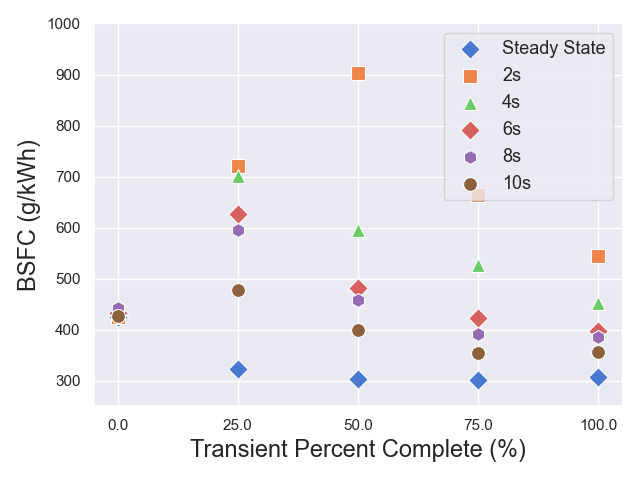 1000
900
800
700
600
500
400
300
BSFC (g/kWh)
Steady State
2s
4s
6s
8s
10s
0.0 25.0 50.0 75.0 100.0
Transient Percent Complete (%)